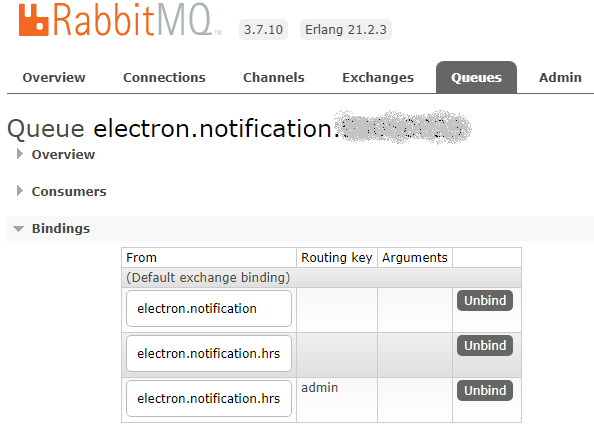 RabbitMQ TM 3.7.10 Erlang 21.2.3
Overview Connections Channels Exchanges Queues Admin
Queue electron.notification.
Overview
Consumers
Bindings
From Routing key Arguments
(Default exchange binding)
electron.notification Unbind
electron.notification.hrs Unbind
electron.notification.hrs admin Unbind